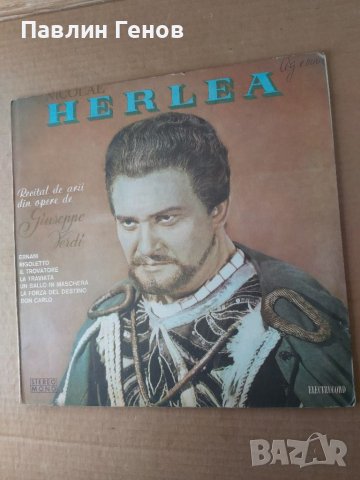 Павлин Генов
NICOLAE
HERLEA
Recital de arii
din opere de
Giuseppe
Verdi
ERNANI
RIGOLETTO
IL TROVATORE
LA TRAVIATA
UN BALLO IN MASCHERA
LA FORZA DEL DESTINO
DON CARLO
STEREO
MONO
ELECTRECORD
BAZAR